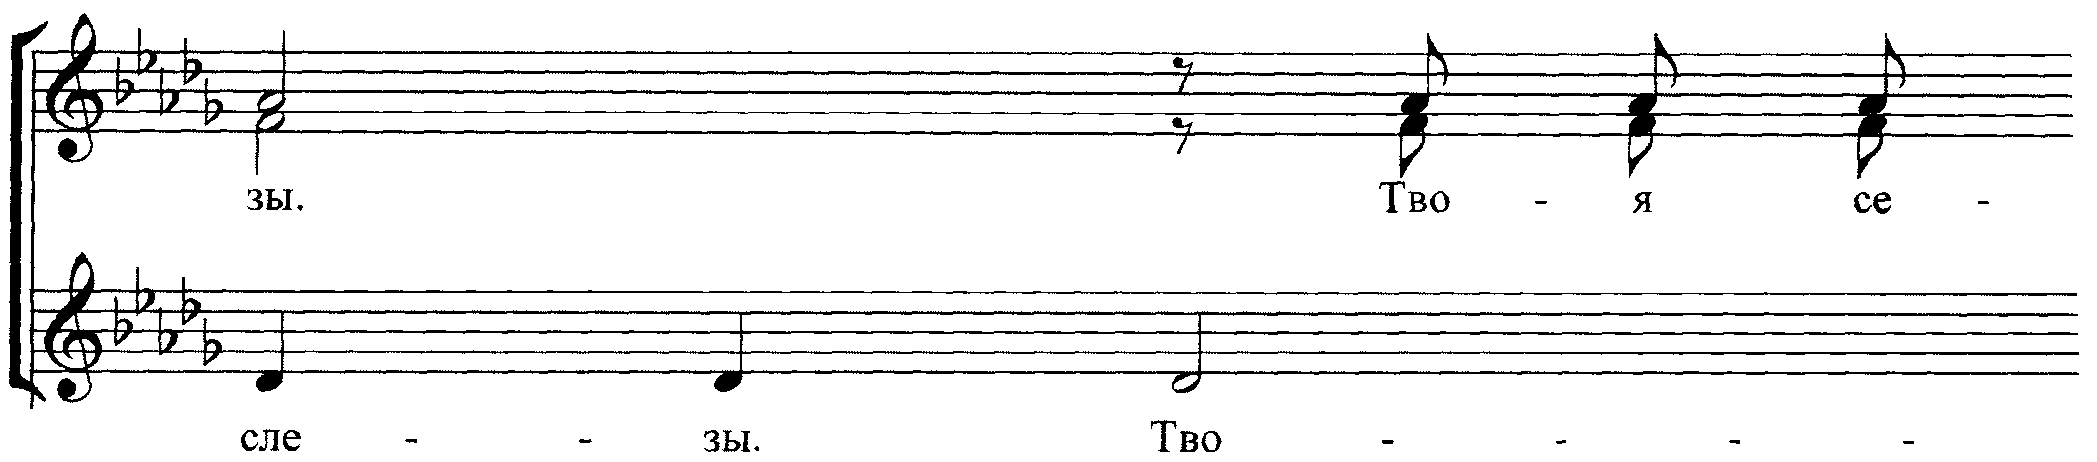 зы. Тво - я се -
сле - - зы. Тво - - - -